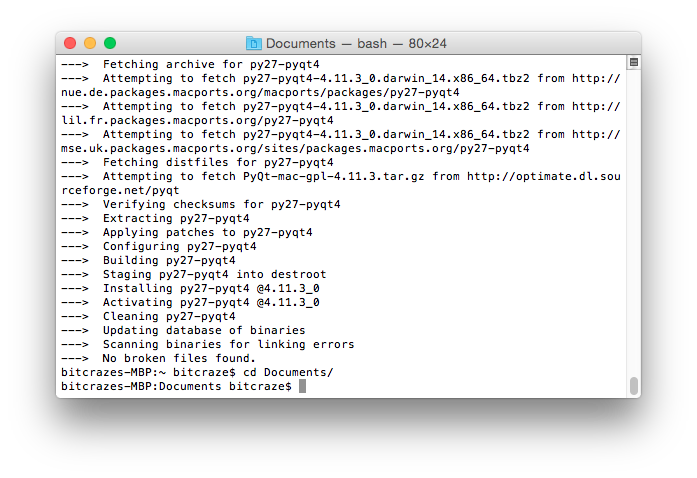 Documents — bash — 80×24
---> Fetching archive for py27-pyqt4
---> Attempting to fetch py27-pyqt4-4.11.3_0.darwin_14.x86_64.tbz2 from http://
nue.de.packages.macports.org/macports/packages/py27-pyqt4
---> Attempting to fetch py27-pyqt4-4.11.3_0.darwin_14.x86_64.tbz2 from http://
lil.fr.packages.macports.org/py27-pyqt4
---> Attempting to fetch py27-pyqt4-4.11.3_0.darwin_14.x86_64.tbz2 from http://
mse.uk.packages.macports.org/sites/packages.macports.org/py27-pyqt4
---> Fetching distfiles for py27-pyqt4
---> Attempting to fetch PyQt-mac-gpl-4.11.3.tar.gz from http://optimate.dl.sou
rceforge.net/pyqt
---> Verifying checksums for py27-pyqt4
---> Extracting py27-pyqt4
---> Applying patches to py27-pyqt4
---> Configuring py27-pyqt4
---> Building py27-pyqt4
---> Staging py27-pyqt4 into destroot
---> Installing py27-pyqt4 @4.11.3_0
---> Activating py27-pyqt4 @4.11.3_0
---> Cleaning py27-pyqt4
---> Updating database of binaries
---> Scanning binaries for linking errors
---> No broken files found.
bitcrazes-MBP:~ bitcraze$ cd Documents/
bitcrazes-MBP:Documents bitcraze$